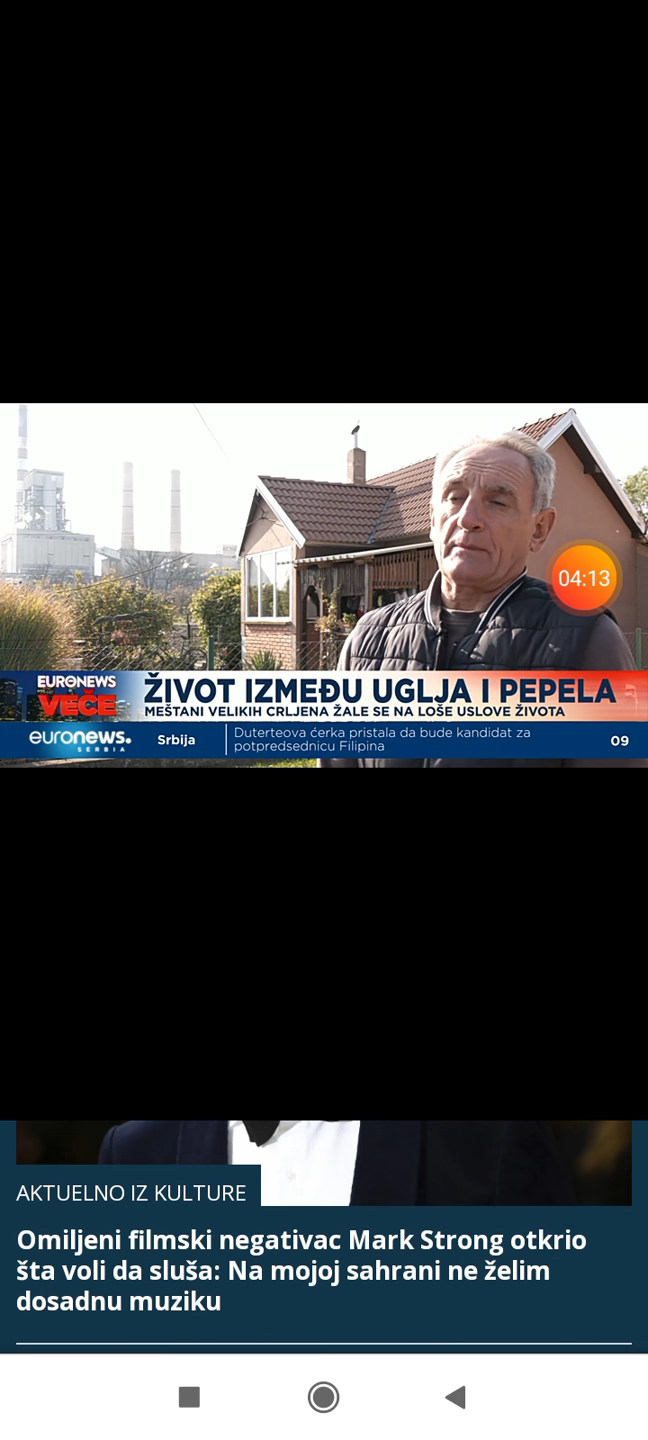 04:13
EURONEWS
VEČE
ŽIVOT IZMEĐU UGLJA I PEPELA
MEŠTANI VELIKIH CRLJENA ŽALE SE NA LOŠE USLOVE ŽIVOTA
euronews.
SERBIA
Srbija
Duterteova ćerka pristala da bude kandidat za
potpredsednicu Filipina
09
AKTUELNO IZ KULTURE
Omiljeni filmski negativac Mark Strong otkrio
šta voli da sluša: Na mojoj sahrani ne želim
dosadnu muziku